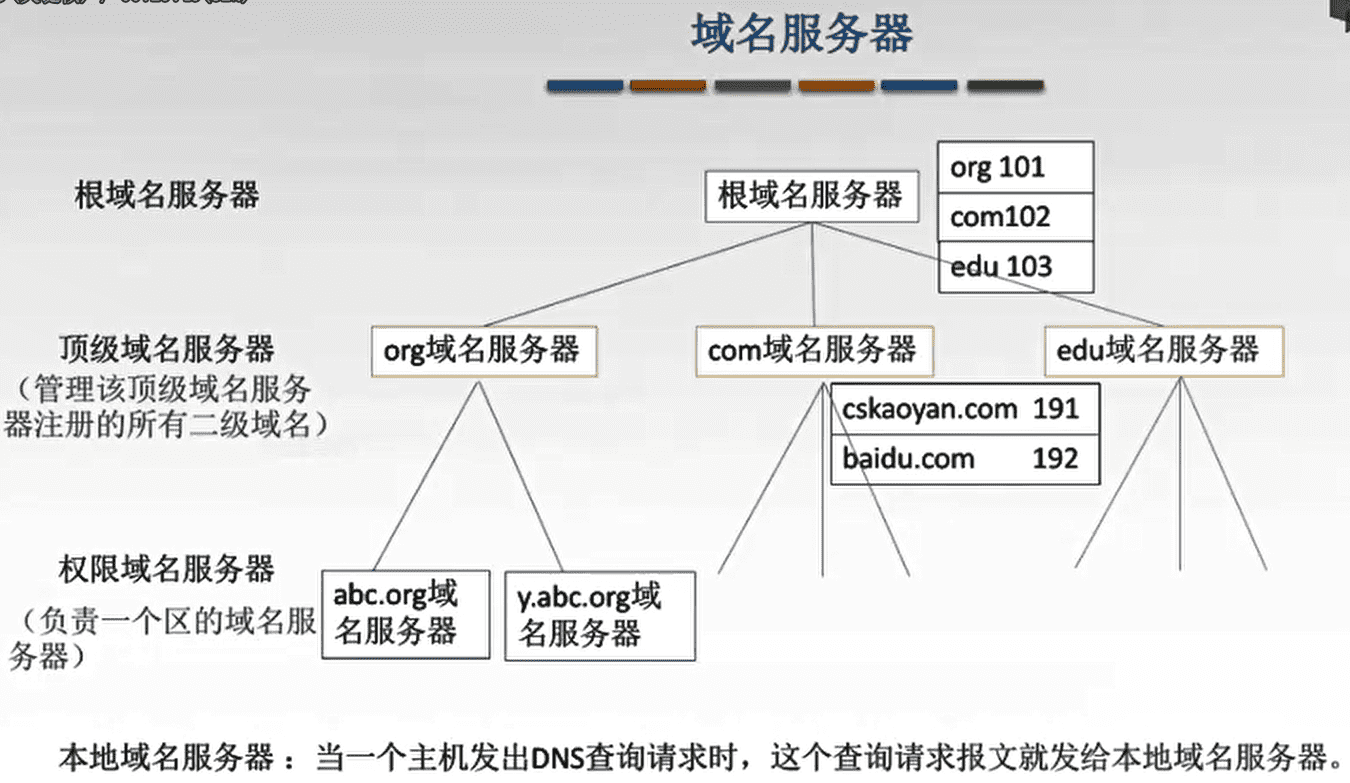 域名服务器
根域名服务器
根域名服务器
org 101
com102
edu 103
顶级域名服务器
（管理该顶级域名服务
器注册的所有二级域名）
org域名服务器
com域名服务器
edu域名服务器
cskaoyan.com 191
baidu.com 192
权限域名服务器
（负责一个区的域名服
务器）
abc.org域
名服务器
y.abc.org域
名服务器
本地域名服务器 ： 当一个主机发出DNS查询请求时，这个查询请求报文就发给本地域名服务器。